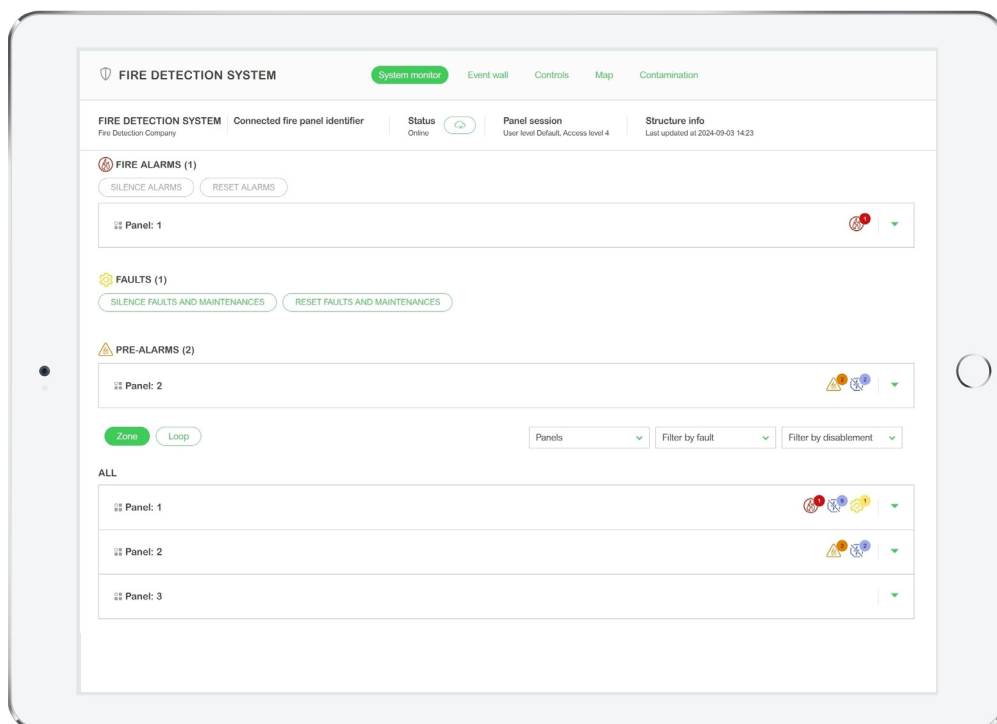 FIRE DETECTION SYSTEM
System monitor Event wall Controls Map Contamination
FIRE DETECTION SYSTEM Connected fire panel identifier Status Panel session Structure info
Fire Detection Company Online User level Default, Access level 4 Last updated at 2024-09-03 14:23
FIRE ALARMS (1)
SILENCE ALARMS RESET ALARMS
Panel: 1 1
FAULTS (1)
SILENCE FAULTS AND MAINTENANCES RESET FAULTS AND MAINTENANCES
PRE-ALARMS (2)
Panel: 2 2 2
Zone Loop Panels Filter by fault Filter by disablement
ALL
Panel: 1 1 9 1
Panel: 2 2 2
Panel: 3